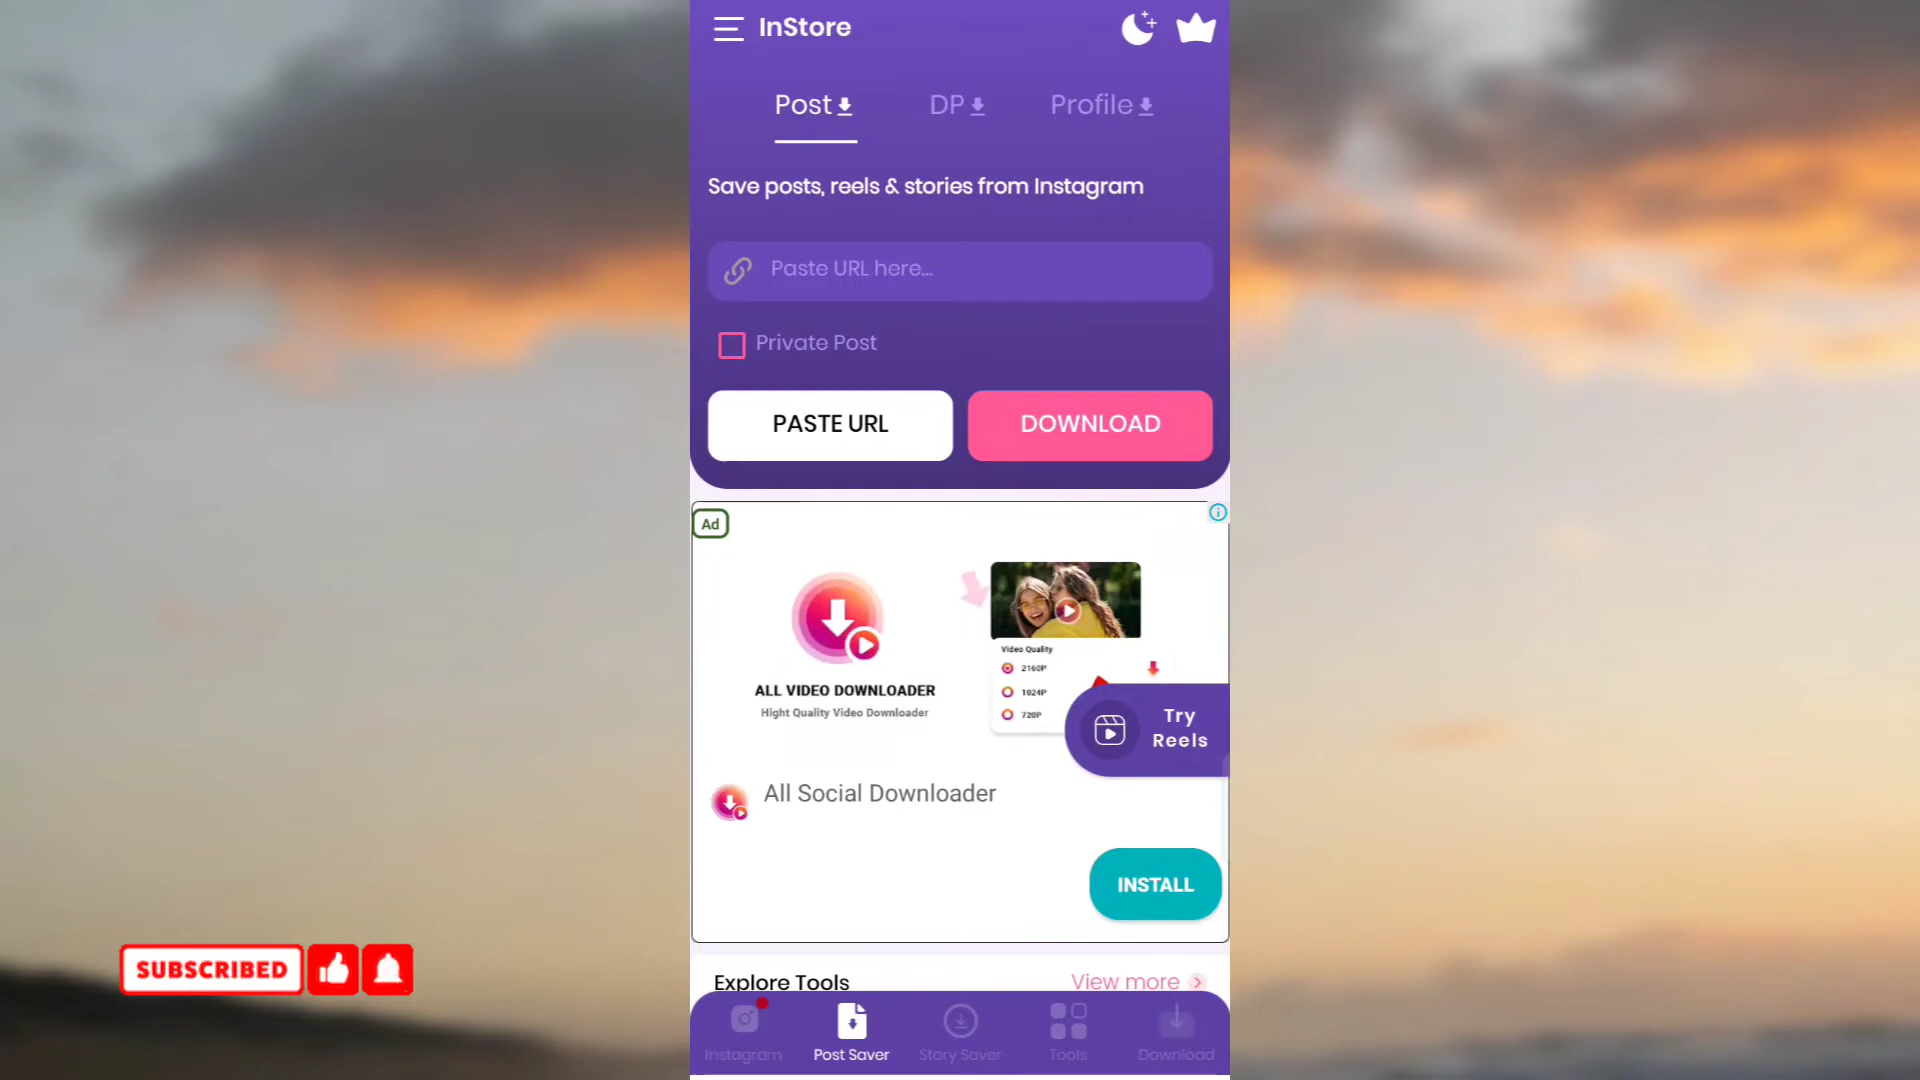 InStore
Post
DP
Profile
Save posts, reels & stories from Instagram
Paste URL here...
Private Post
PASTE URL
DOWNLOAD
Ad
ALL VIDEO DOWNLOADER
Hight Quality Video Downloader
Video Quality
2160P
1024P
720P
Try
Reels
All Social Downloader
INSTALL
SUBSCRIBED
Explore Tools
View more
Instagram
Post Saver
Story Saver
Tools
Download